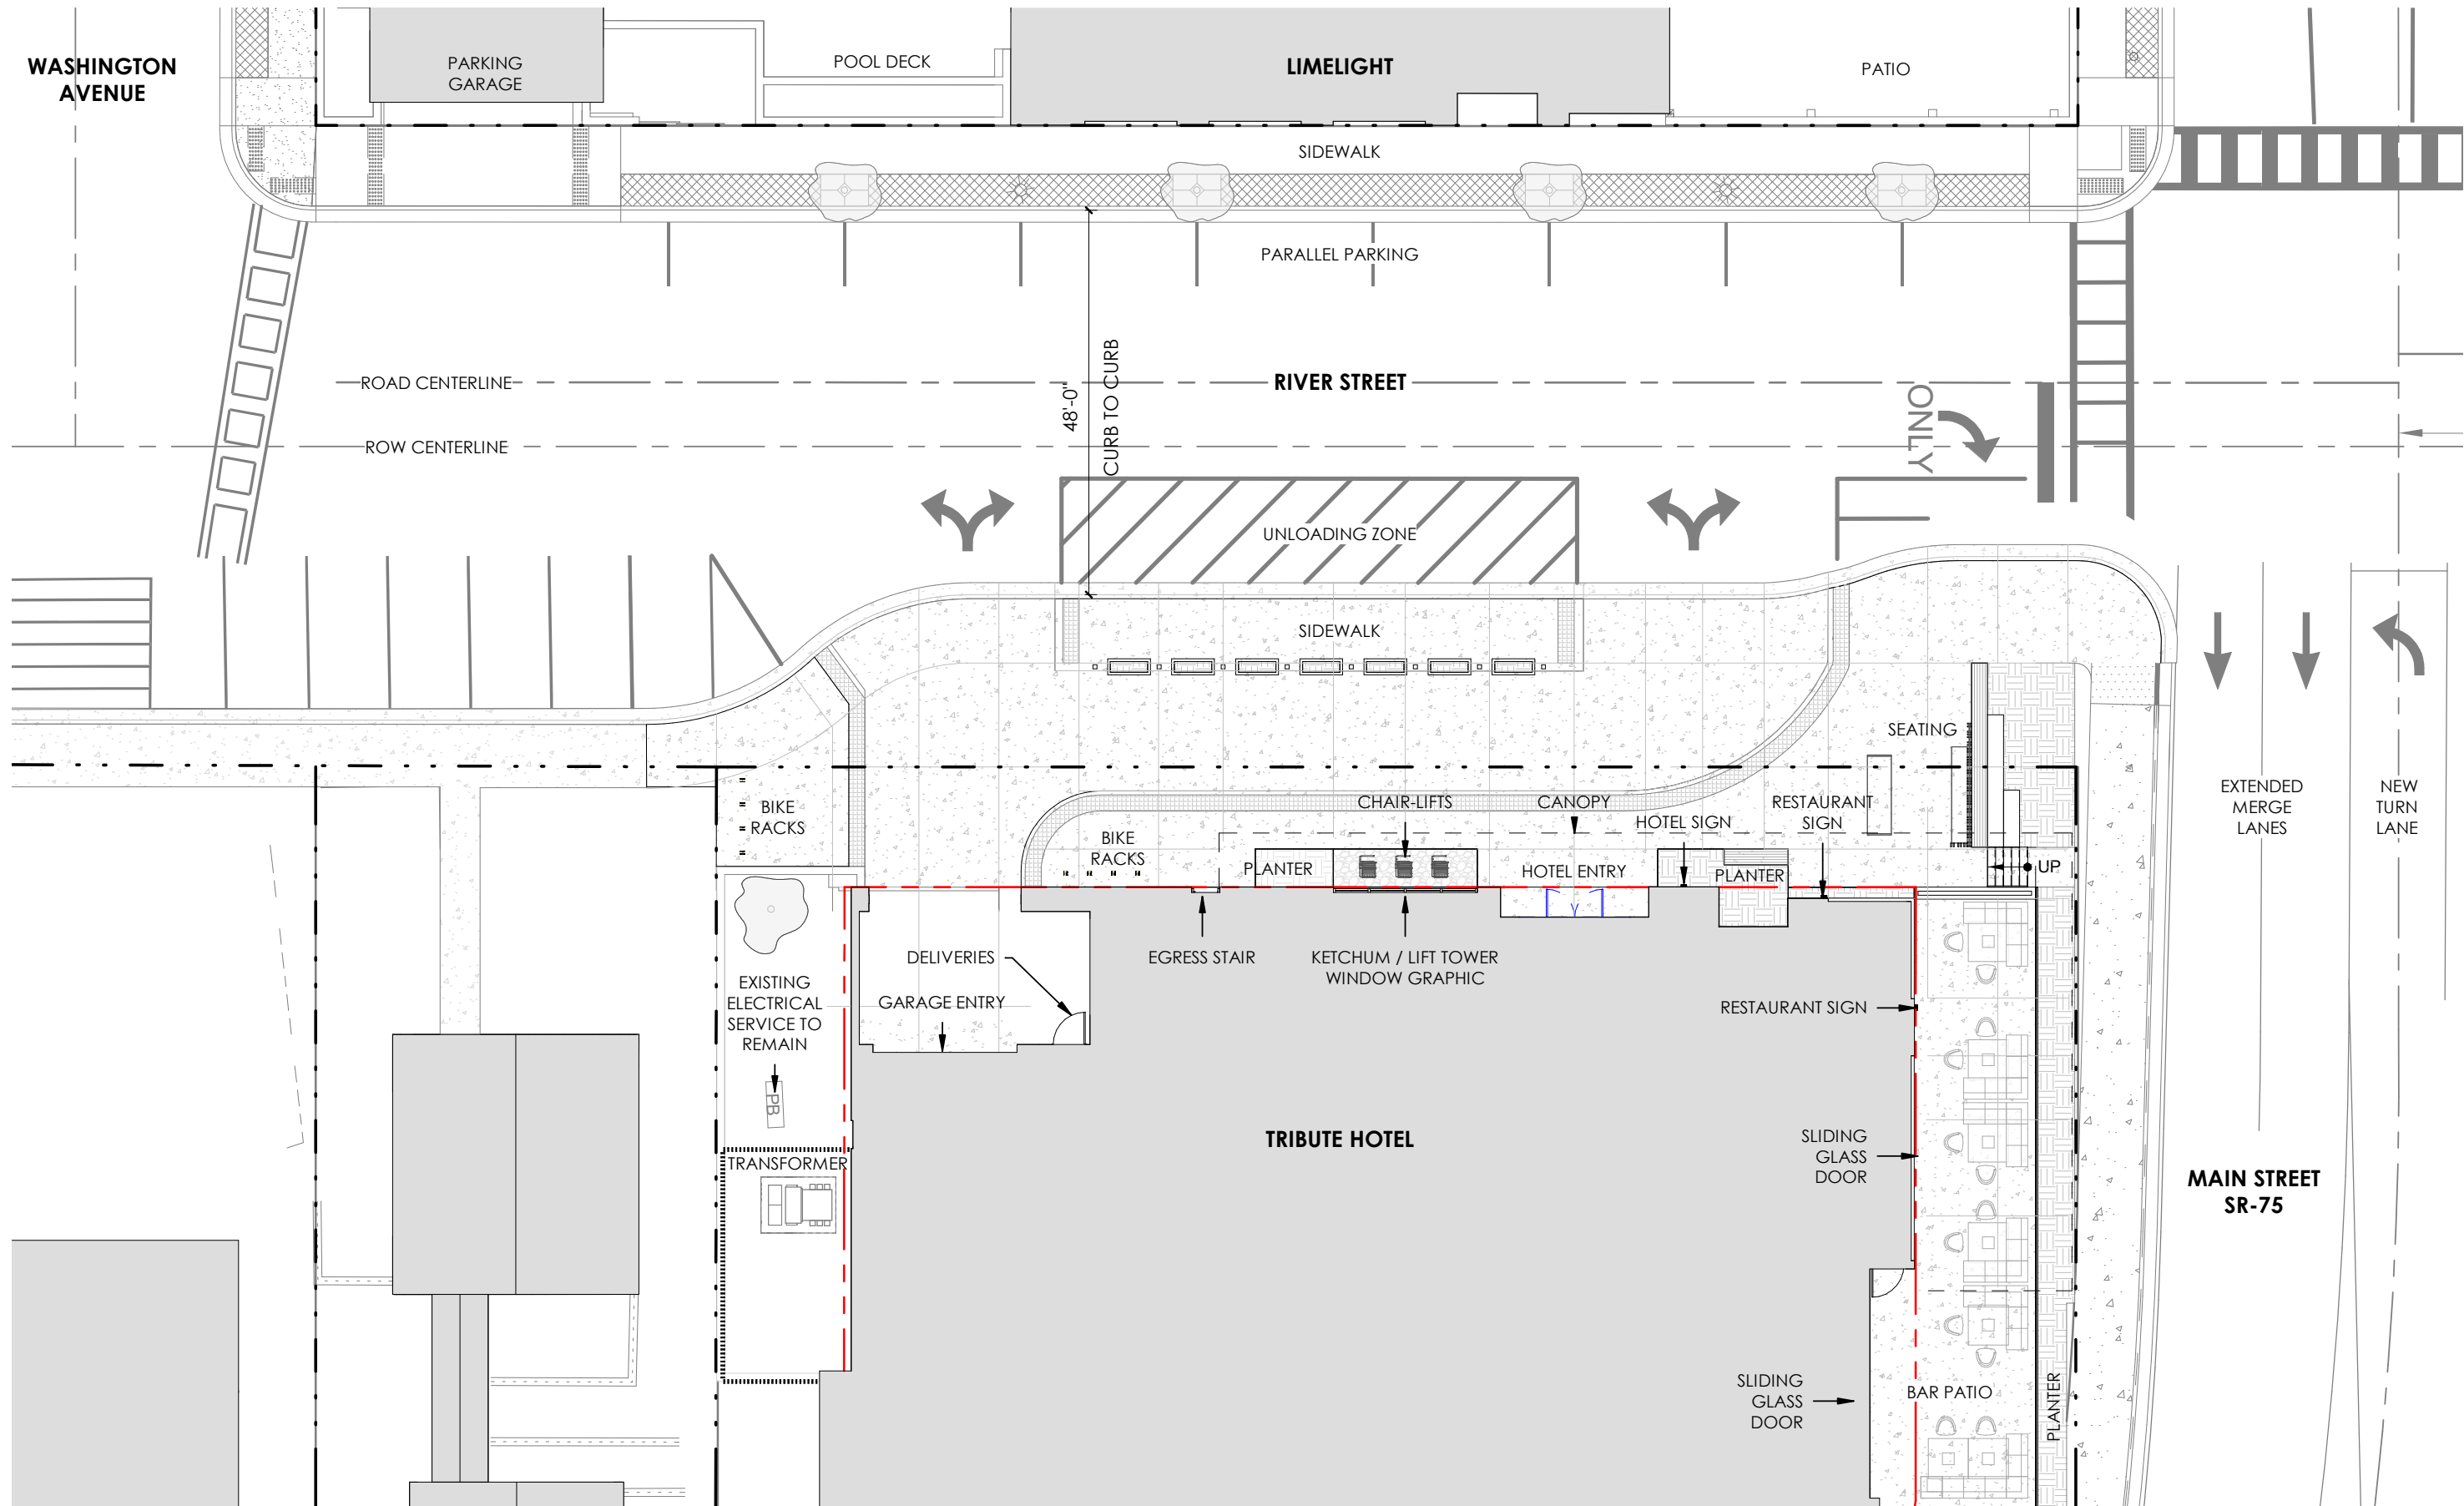 WASHINGTON
AVENUE
PARKING
GARAGE
POOL DECK
LIMELIGHT
PATIO
SIDEWALK
PARALLEL PARKING
ROAD CENTERLINE
RIVER STREET
48'-0"
CURB TO CURB
ONLY
ROW CENTERLINE
UNLOADING ZONE
SIDEWALK
SEATING
BIKE
RACKS
CHAIR-LIFTS
CANOPY
RESTAURANT
SIGN
HOTEL SIGN
EXTENDED
MERGE
LANES
NEW
TURN
LANE
BIKE
RACKS
PLANTER
HOTEL ENTRY
PLANTER
UP
DELIVERIES
EGRESS STAIR
KETCHUM / LIFT TOWER
WINDOW GRAPHIC
EXISTING
ELECTRICAL
SERVICE TO
REMAIN
GARAGE ENTRY
RESTAURANT SIGN
PB
TRIBUTE HOTEL
SLIDING
GLASS
DOOR
TRANSFORMER
MAIN STREET
SR-75
SLIDING
GLASS
DOOR
BAR PATIO
PLANTER